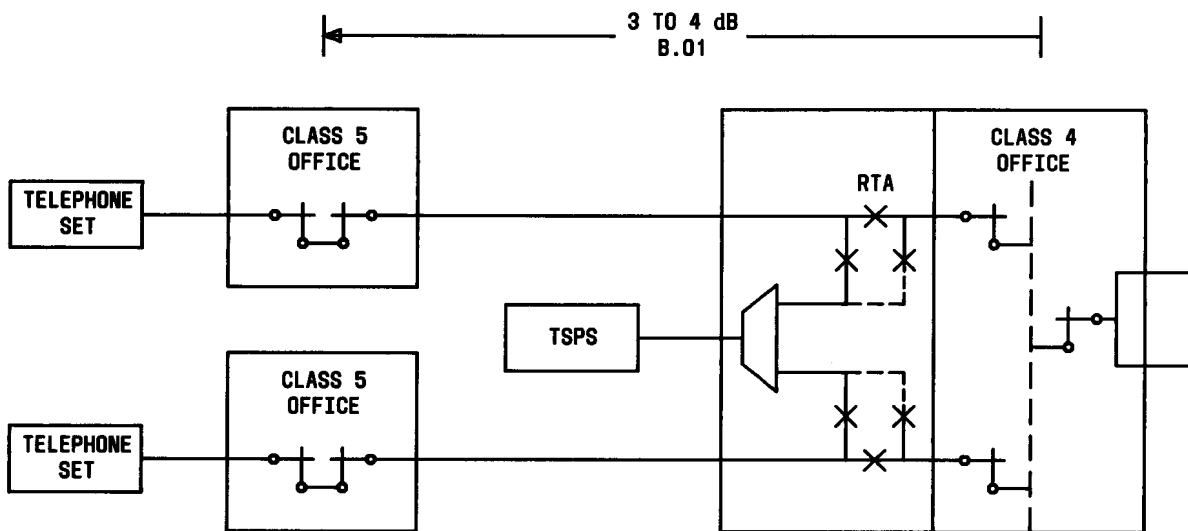 3 TO 4 dB
B.01
CLASS 5
OFFICE
CLASS 4
OFFICE
TELEPHONE
SET
RTA
TSPS
CLASS 5
OFFICE
TELEPHONE
SET